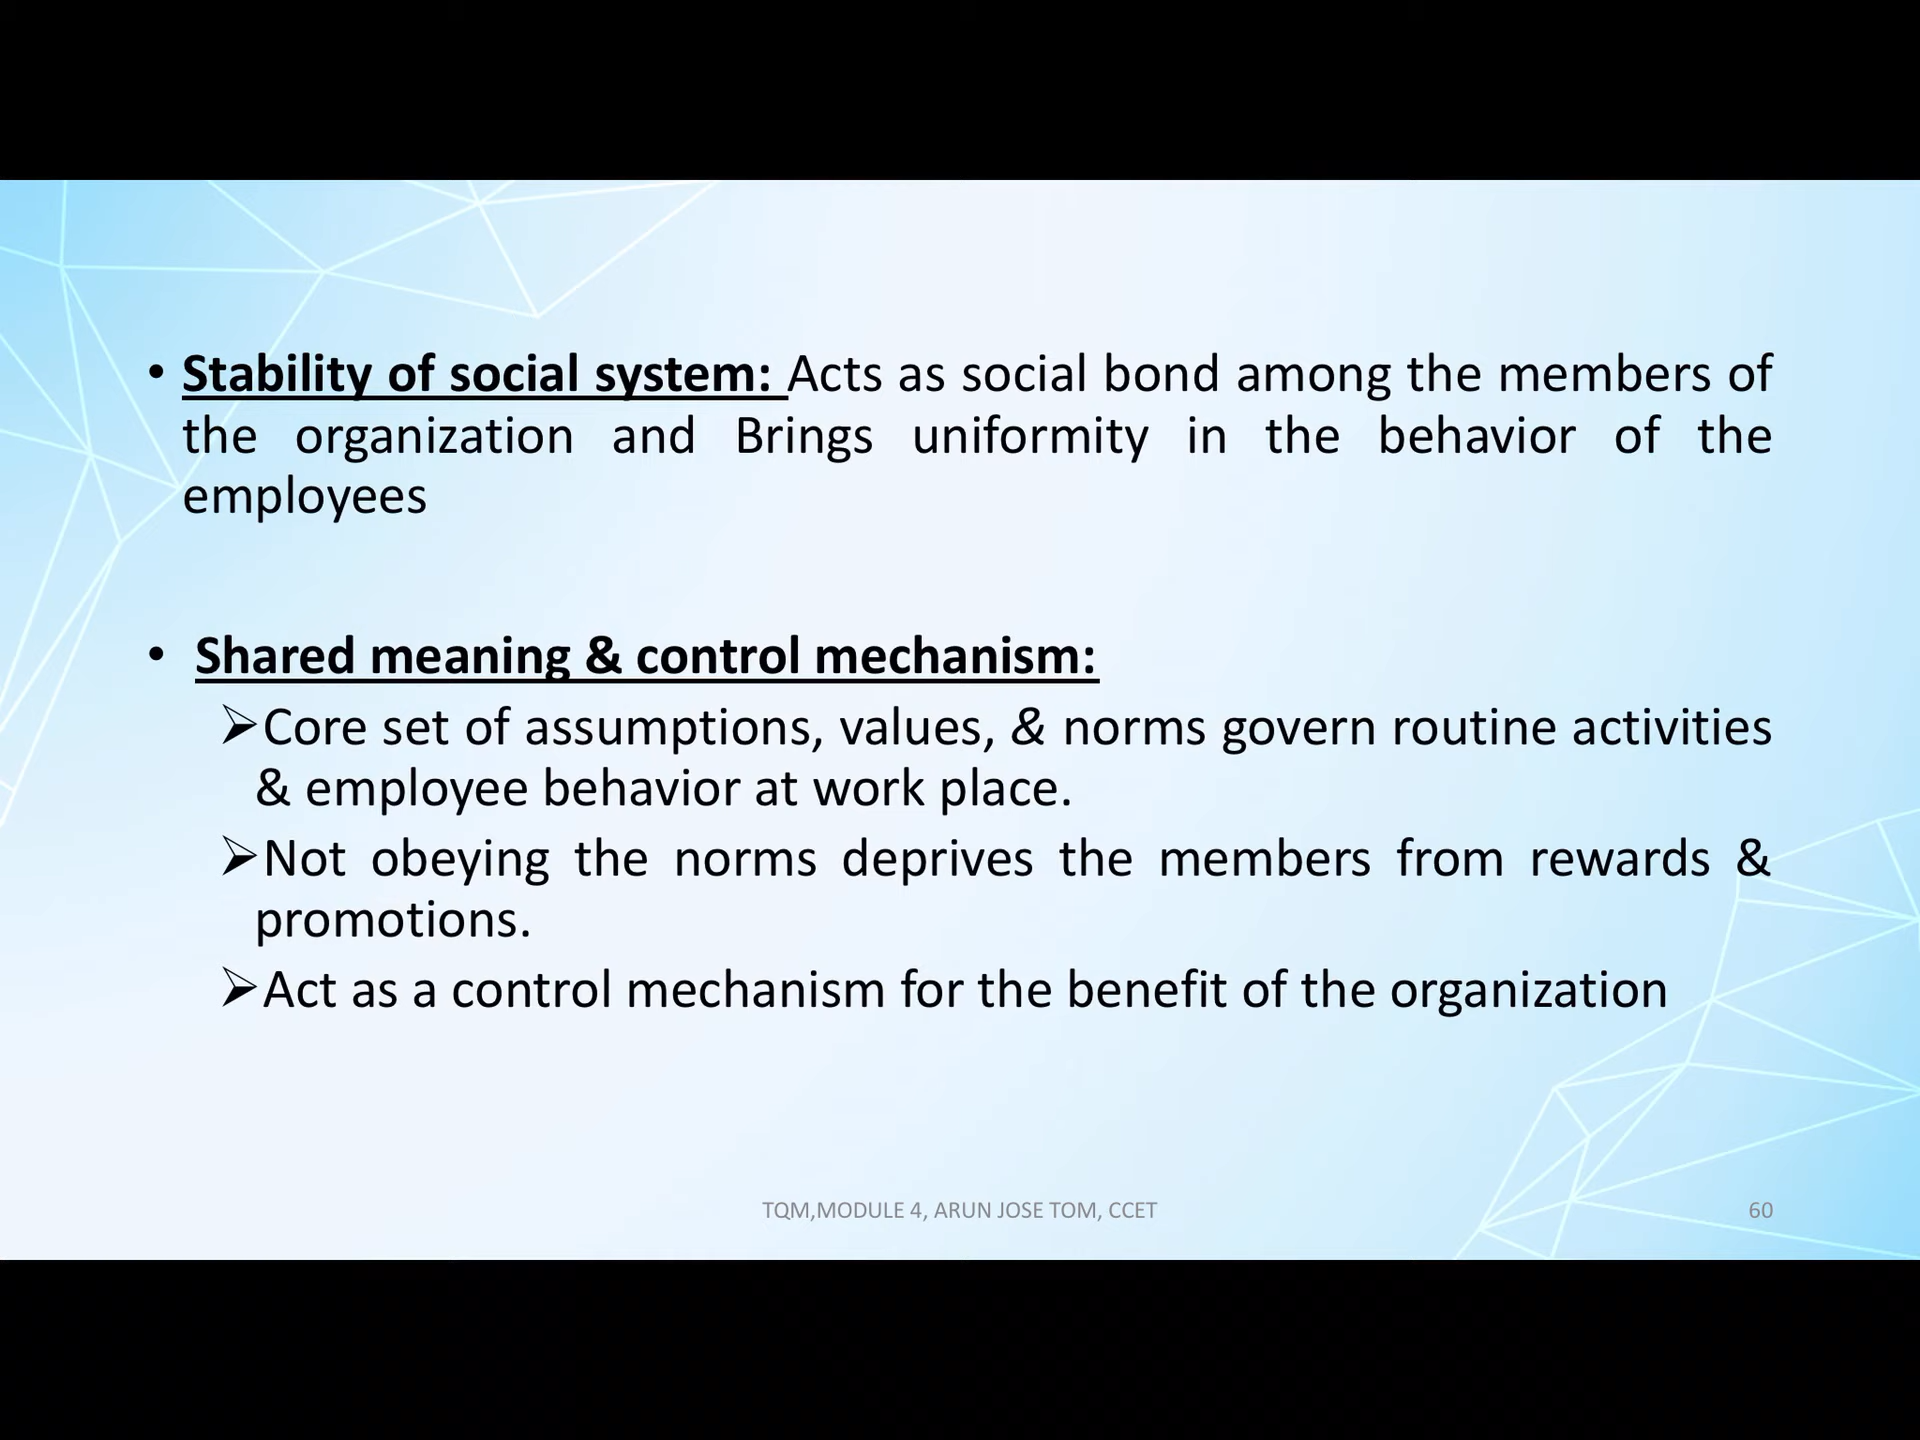 • Stability of social system: Acts as social bond among the members of
the organization and Brings uniformity in the behavior of the
employees
• Shared meaning & control mechanism:
➢Core set of assumptions, values, & norms govern routine activities
& employee behavior at work place.
➢Not obeying the norms deprives the members from rewards &
promotions.
➢Act as a control mechanism for the benefit of the organization
TQM,MODULE 4, ARUN JOSE TOM, CCET
60